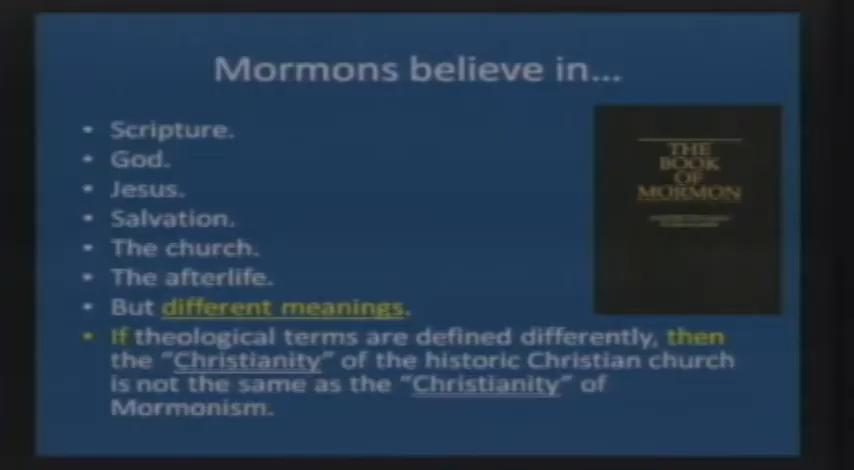 Mormons believe in...
• Scripture.
• God.
• Jesus.
• Salvation.
• The church.
• The afterlife.
• But different meanings.
• If theological terms are defined differently, then
the “Christianity” of the historic Christian church
is not the same as the “Christianity” of
Mormonism.
THE
BOOK
OF
MORMON